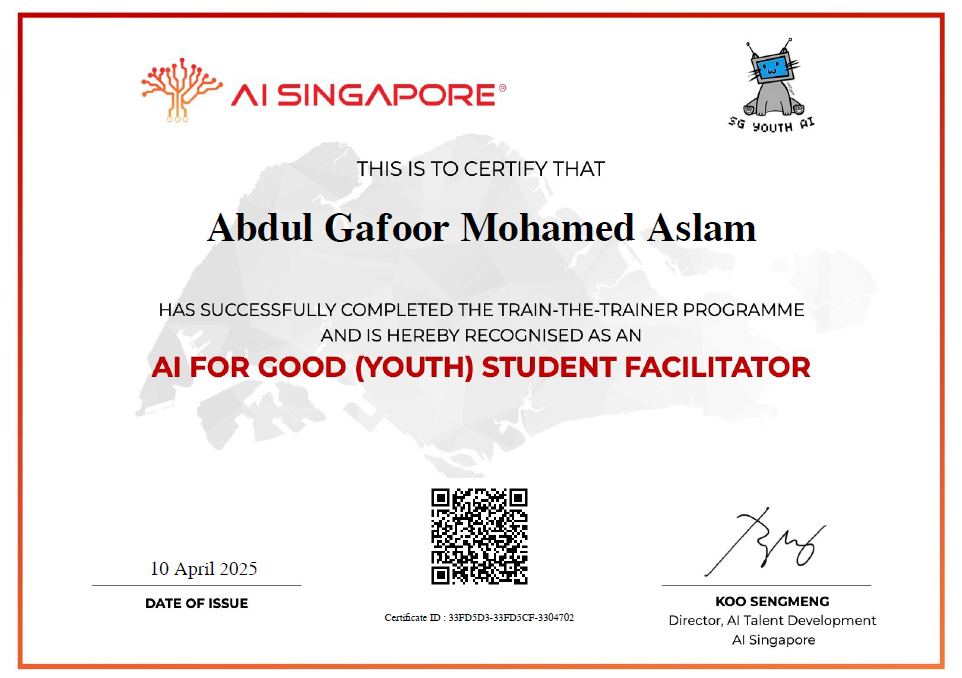 AI SINGAPORE®
SG YOUTH AI
THIS IS TO CERTIFY THAT
Abdul Gafoor Mohamed Aslam
HAS SUCCESSFULLY COMPLETED THE TRAIN-THE-TRAINER PROGRAMME
AND IS HEREBY RECOGNISED AS AN
AI FOR GOOD (YOUTH) STUDENT FACILITATOR
10 April 2025
DATE OF ISSUE
Certificate ID : 33FD5D3-33FD5CF-3304702
KOO SENGMENG
Director, AI Talent Development
AI Singapore